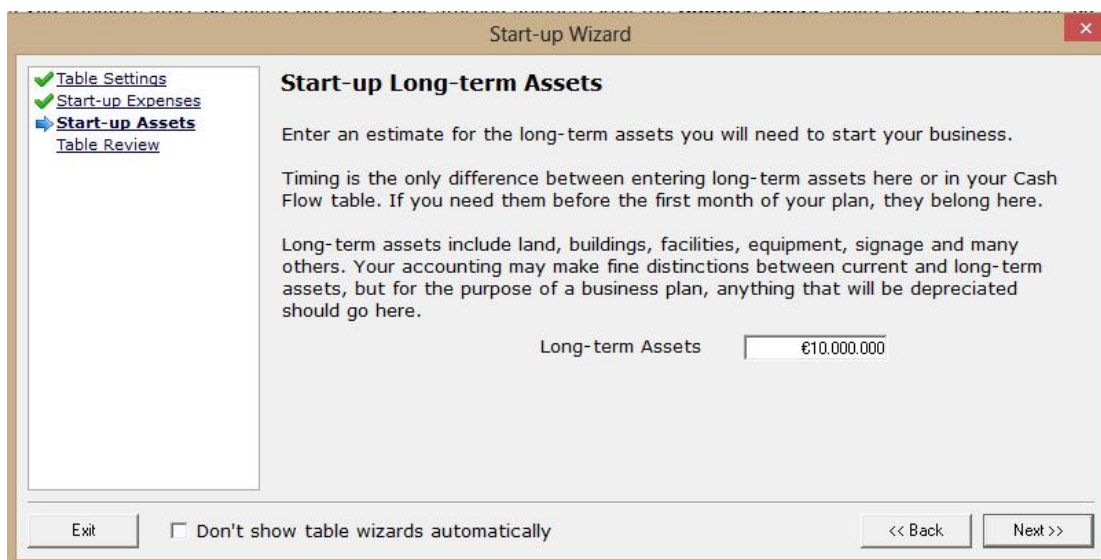 Start-up Wizard
x
Table Settings
Start-up Expenses
Start-up Assets
Table Review
Start-up Long-term Assets
Enter an estimate for the long-term assets you will need to start your business.
Timing is the only difference between entering long-term assets here or in your Cash
Flow table. If you need them before the first month of your plan, they belong here.
Long-term assets include land, buildings, facilities, equipment, signage and many
others. Your accounting may make fine distinctions between current and long-term
assets, but for the purpose of a business plan, anything that will be depreciated
should go here.
Long-term Assets €10.000.000
Exit
Don't show table wizards automatically
<< Back
Next >>